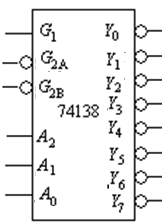 G₁ Y₀
G₂A Y₁
G₂B Y₂
74138 Y₃
A₂ Y₄
A₁ Y₅
Y₆
A₀ Y₇